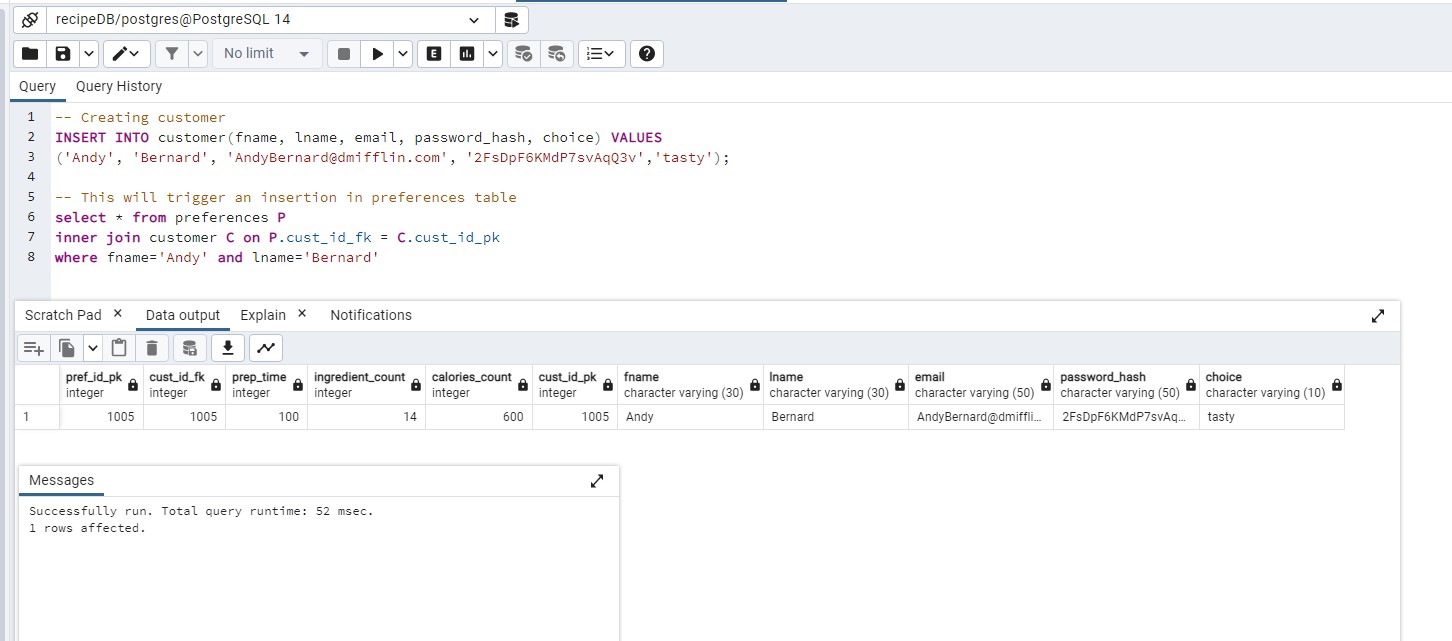 recipeDB/postgres@PostgreSQL 14
No limit
E
Query Query History
1 -- Creating customer
2 INSERT INTO customer(fname, lname, email, password_hash, choice) VALUES
3 ('Andy', 'Bernard', 'AndyBernard@dmifflin.com', '2FsDpF6KMdP7svAqQ3v','tasty');
4
5 -- This will trigger an insertion in preferences table
6 select * from preferences P
7 inner join customer C on P.cust_id_fk = C.cust_id_pk
8 where fname='Andy' and lname='Bernard'
Scratch Pad × Data output Explain × Notifications
pref_id_pk cust_id_fk prep_time ingredient_count calories_count cust_id_pk fname lname email password_hash choice
integer integer integer integer integer integer character varying (30) character varying (30) character varying (50) character varying (50) character varying (10)
1 1005 1005 100 14 600 1005 Andy Bernard AndyBernard@dmiffli... 2FsDpF6KMdP7svAq... tasty
Messages
Successfully run. Total query runtime: 52 msec.
1 rows affected.